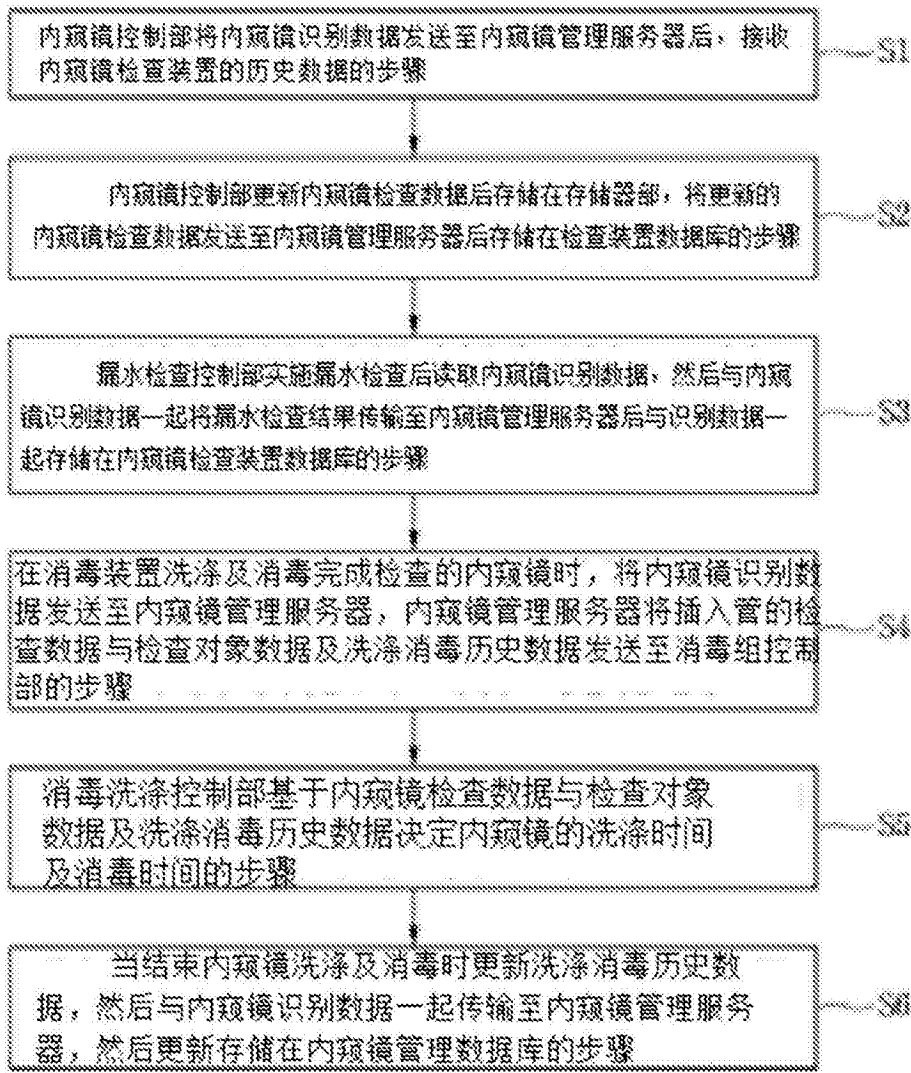 内窥镜控制部将内窥镜识别数据发送至内窥镜管理服务器后，接收
内窥镜检查装置的历史数据的步骤
S1
内窥镜控制部更新内窥镜检查数据后存储在存储器部，将更新的
内窥镜检查数据发送至内窥镜管理服务器后存储在检查装置数据库的步骤
S2
漏水检查控制部实施漏水检查后读取内窥镜识别数据，然后与内窥
镜识别数据一起将漏水检查结果传输至内窥镜管理服务器后与识别数据一
起存储在内窥镜检查装置数据库的步骤
S3
在消毒装置洗涤及消毒完成检查的内窥镜时，将内窥镜识别数
据发送至内窥镜管理服务器，内窥镜管理服务器将插入管的检
查数据与检查对象数据及洗涤消毒历史数据发送至消毒组控制
部的步骤
S4
消毒洗涤控制部基于内窥镜检查数据与检查对象
数据及洗涤消毒历史数据决定内窥镜的洗涤时间
及消毒时间的步骤
S5
当结束内窥镜洗涤及消毒时更新洗涤消毒历史数
据，然后与内窥镜识别数据一起传输至内窥镜管理服务
器，然后更新存储在内窥镜管理数据库的步骤
S6